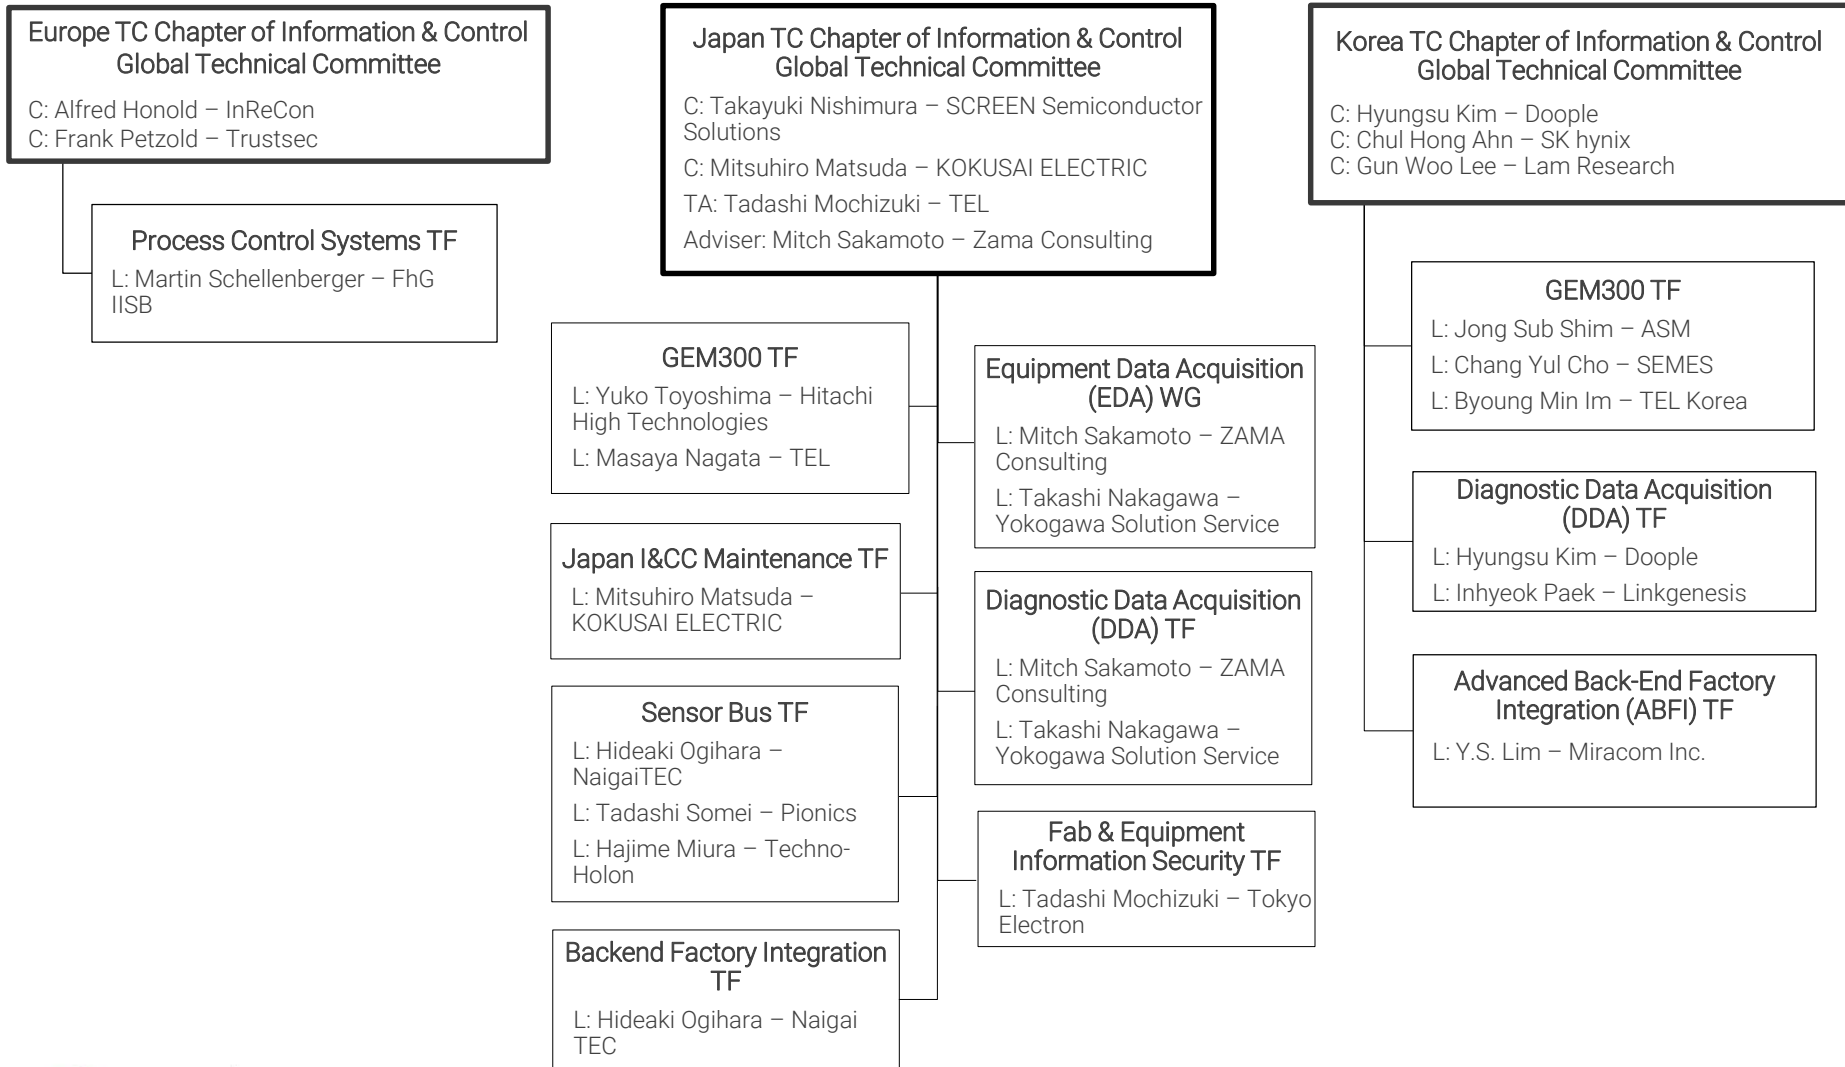 Europe TC Chapter of Information & Control
Global Technical Committee
C: Alfred Honold – InReCon
C: Frank Petzold – Trustsec
Process Control Systems TF
L: Martin Schellenberger – FhG
IISB
Japan TC Chapter of Information & Control
Global Technical Committee
C: Takayuki Nishimura – SCREEN Semiconductor
Solutions
C: Mitsuhiro Matsuda – KOKUSAI ELECTRIC
TA: Tadashi Mochizuki – TEL
Adviser: Mitch Sakamoto – Zama Consulting
GEM300 TF
L: Yuko Toyoshima – Hitachi
High Technologies
L: Masaya Nagata – TEL
Japan I&CC Maintenance TF
L: Mitsuhiro Matsuda –
KOKUSAI ELECTRIC
Sensor Bus TF
L: Hideaki Ogihara –
NaigaiTEC
L: Tadashi Somei – Pionics
L: Hajime Miura – Techno-
Holon
Backend Factory Integration
TF
L: Hideaki Ogihara – Naigai
TEC
Equipment Data Acquisition
(EDA) WG
L: Mitch Sakamoto – ZAMA
Consulting
L: Takashi Nakagawa –
Yokogawa Solution Service
Diagnostic Data Acquisition
(DDA) TF
L: Mitch Sakamoto – ZAMA
Consulting
L: Takashi Nakagawa –
Yokogawa Solution Service
Fab & Equipment
Information Security TF
L: Tadashi Mochizuki – Tokyo
Electron
Korea TC Chapter of Information & Control
Global Technical Committee
C: Hyungsu Kim – Doople
C: Chul Hong Ahn – SK hynix
C: Gun Woo Lee – Lam Research
GEM300 TF
L: Jong Sub Shim – ASM
L: Chang Yul Cho – SEMES
L: Byoung Min Im – TEL Korea
Diagnostic Data Acquisition
(DDA) TF
L: Hyungsu Kim – Doople
L: Inhyeok Paek – Linkgenesis
Advanced Back-End Factory
Integration (ABFI) TF
L: Y.S. Lim – Miracom Inc.